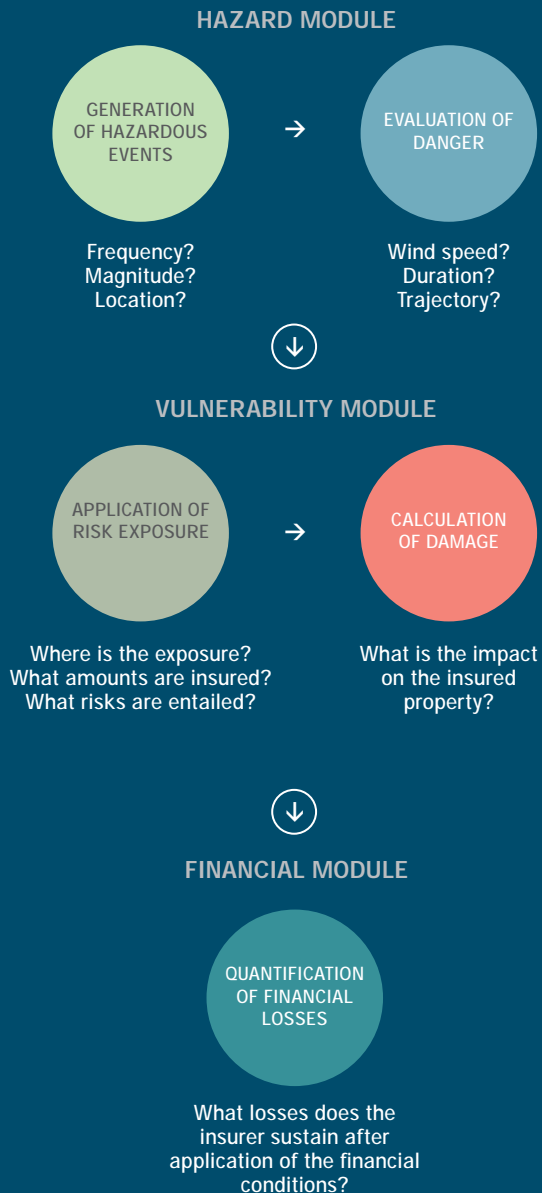 HAZARD MODULE
GENERATION
OF HAZARDOUS
EVENTS
→
EVALUATION OF
DANGER
Frequency?
Magnitude?
Location?
Wind speed?
Duration?
Trajectory?
↓
VULNERABILITY MODULE
APPLICATION OF
RISK EXPOSURE
→
CALCULATION
OF DAMAGE
Where is the exposure?
What amounts are insured?
What risks are entailed?
What is the impact
on the insured
property?
↓
FINANCIAL MODULE
QUANTIFICATION
OF FINANCIAL
LOSSES
What losses does the
insurer sustain after
application of the financial
conditions?